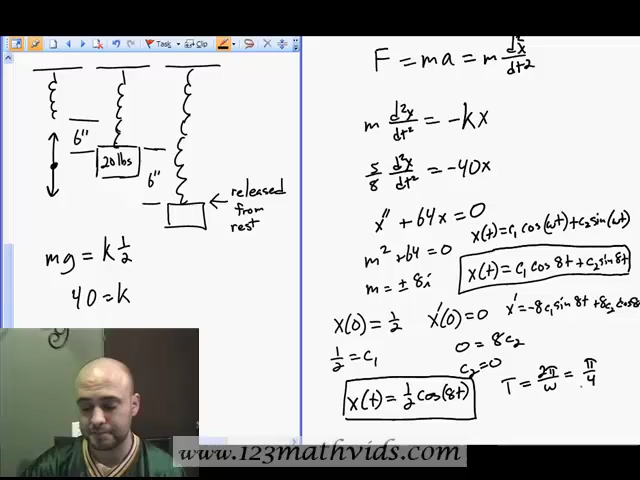 Task
Clip
6"
20 lbs
6"
released
from
rest
mg = k 1/2
40 = k
F = ma = m d²x/dt²
m d²x/dt² = -kx
5/8 d²x/dt² = -40x
x'' + 64x = 0
x(t) = c₁ cos(ωt) + c₂ sin(ωt)
m² + 64 = 0
x(t) = c₁ cos 8t + c₂ sin 8t
m = ± 8i
x' = -8c₁ sin 8t + 8c₂ cos 8t
x(0) = 1/2
x'(0) = 0
1/2 = c₁
0 = 8c₂
c₂ = 0
x(t) = 1/2 cos(8t)
T = 2π/ω = π/4
www.123mathvids.com